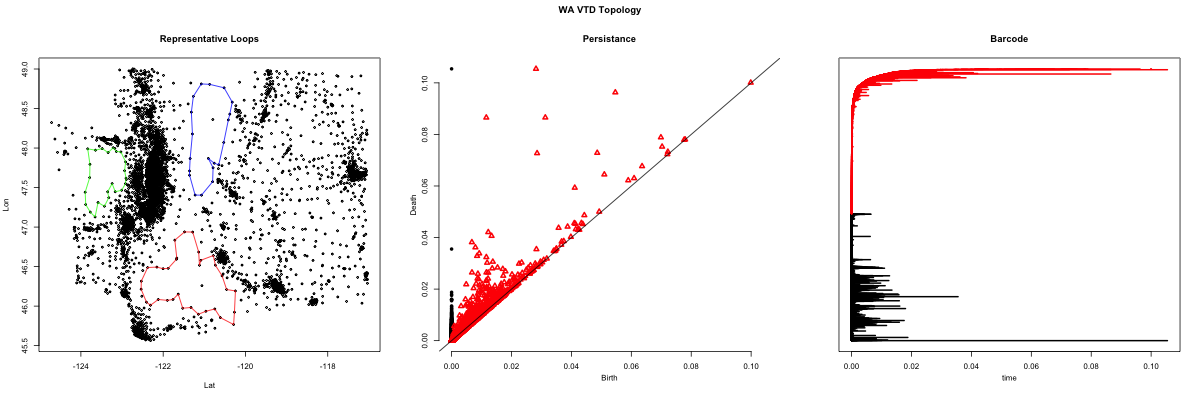 WA VTD Topology
Representative Loops
Lon
49.0
48.5
48.0
47.5
47.0
46.5
46.0
45.5
-124 -122 -120 -118
Lat
Persistance
Death
0.10
0.08
0.06
0.04
0.02
0.00
0.00 0.02 0.04 0.06 0.08 0.10
Birth
Barcode
0.00 0.02 0.04 0.06 0.08 0.10
time